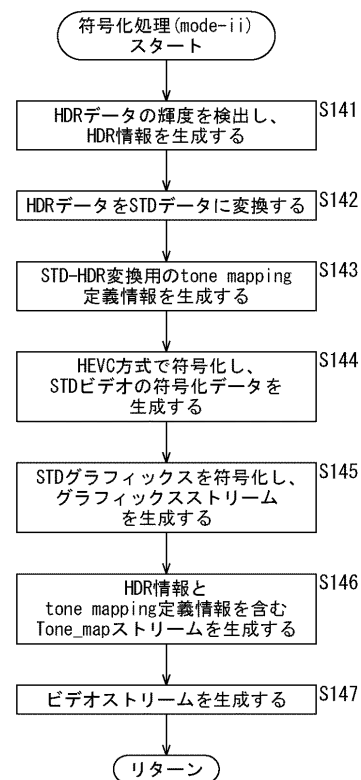 符号化処理(mode-ii)
スタート
HDRデータの輝度を検出し、
HDR情報を生成する
S141
HDRデータをSTDデータに変換する
S142
STD-HDR変換用のtone mapping
定義情報を生成する
S143
HEVC方式で符号化し、
STDビデオの符号化データを
生成する
S144
STDグラフィックスを符号化し、
グラフィックスストリーム
を生成する
S145
HDR情報と
tone mapping定義情報を含む
Tone_mapストリームを生成する
S146
ビデオストリームを生成する
S147
リターン